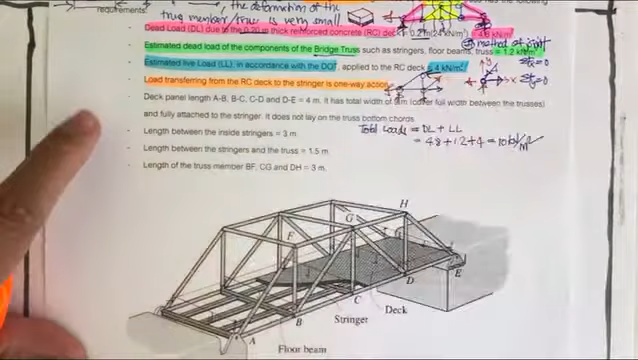 requirements
, the deformation of
the truss member/truss is very small
Dead Load (DL) due to the 0.20 m thick reinforced concrete (RC) deck = 0.2m(24kN/m³) = 4.8 kN/m²
② method of joint
Estimated dead load of the components of the Bridge Truss such as stringers, floor beams, truss = 1.2 kN/m²
Estimated live Load (LL), in accordance with the DOT, applied to the RC deck = 4 kN/m²
Load transferring from the RC deck to the stringer is one-way action
Deck panel length A-B, B-C, C-D and D-E = 4 m. It has total width of (cover full width between the trusses)
and fully attached to the stringer. It does not lay on the truss bottom chords.
Total Loads = DL + LL
Length between the inside stringers = 3 m
= 4.8 + 1.2 + 4 = 10 kN/m²
Length between the stringers and the truss = 1.5 m
Length of the truss member BF, CG and DH = 3 m.
H
G
F
E
D
C
Deck
B
Stringer
A
Floor beam